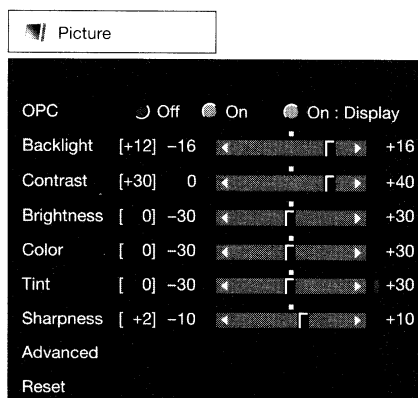 Picture
OPC Off On On : Display
Backlight [+12] −16 +16
Contrast [+30] 0 +40
Brightness [ 0] −30 +30
Color [ 0] −30 +30
Tint [ 0] −30 +30
Sharpness [ +2] −10 +10
Advanced
Reset